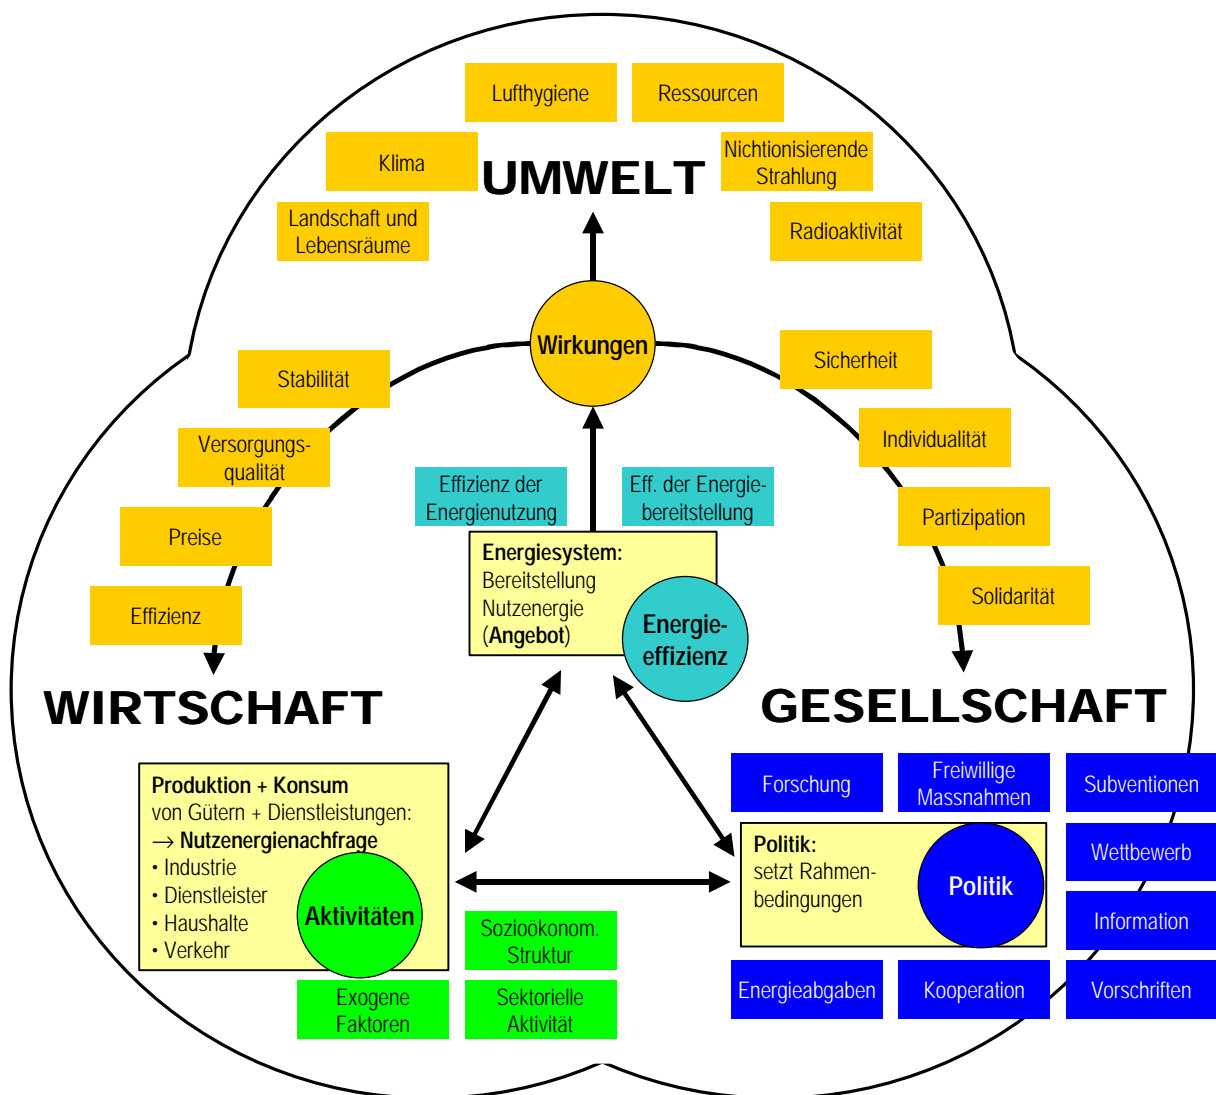 Lufthygiene
Ressourcen
Klima
UMWELT
Nichtionisierende
Strahlung
Landschaft und
Lebensräume
Radioaktivität
Wirkungen
Stabilität
Sicherheit
Versorgungs-
qualität
Individualität
Effizienz der
Energienutzung
Eff. der Energie-
bereitstellung
Preise
Partizipation
Energiesystem:
Bereitstellung
Nutzenergie
(Angebot)
Energie-
effizienz
Effizienz
Solidarität
WIRTSCHAFT
GESELLSCHAFT
Produktion + Konsum
von Gütern + Dienstleistungen:
→ Nutzenergienachfrage
• Industrie
• Dienstleister
• Haushalte
• Verkehr
Aktivitäten
Sozioökonom.
Struktur
Exogene
Faktoren
Sektorielle
Aktivität
Forschung
Freiwillige
Massnahmen
Subventionen
Politik:
setzt Rahmen-
bedingungen
Politik
Wettbewerb
Information
Energieabgaben
Kooperation
Vorschriften